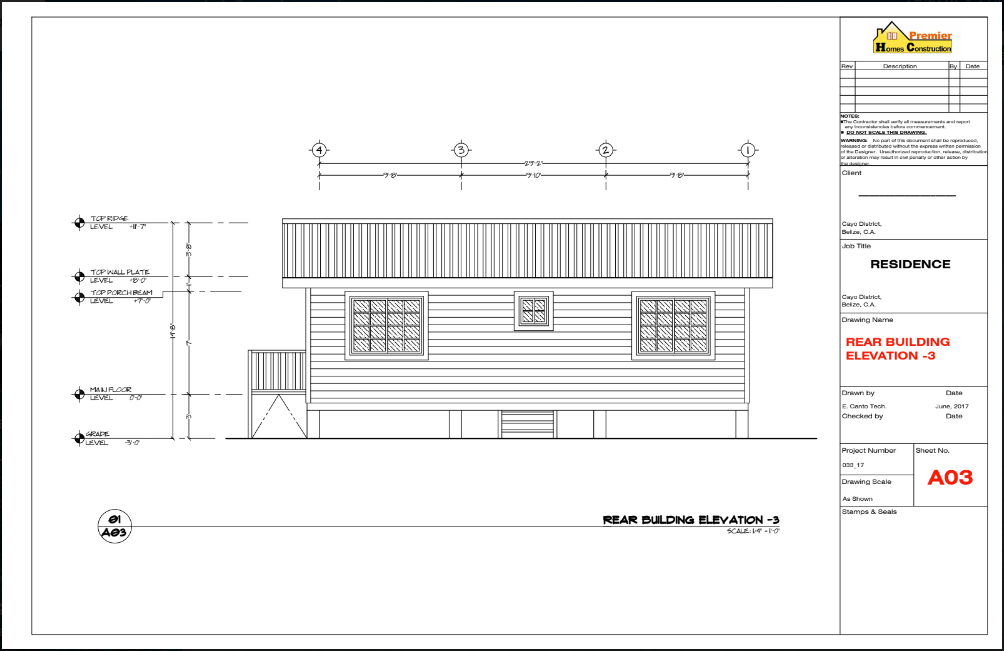 4
3
2
1
29'-2"
9'-8"
9'-10"
9'-8"
TOP RIDGE
LEVEL +11'-7"
TOP WALL PLATE
LEVEL +8'-0"
TOP PORCH BEAM
LEVEL +7'-0"
MAIN FLOOR
LEVEL 0'-0"
GRADE
LEVEL -3'-0"
3'-8"
7'
3'
01
A03
REAR BUILDING ELEVATION -3
SCALE: 1/4" = 1'-0"
Premier
Homes Construction
Rev Description By Date
NOTES:
The Contractor shall verify all measurements and report
any inconsistencies before commencement.
DO NOT SCALE THIS DRAWING.
WARNING: No part of this document shall be reproduced,
released or distributed without the express written permission
of the Designer. Unauthorized reproduction, release, distribution
or alteration may result in civil penalty or other action by
the designer.
Client
Cayo District,
Belize, C.A.
Job Title
RESIDENCE
Cayo District,
Belize, C.A.
Drawing Name
REAR BUILDING
ELEVATION -3
Drawn by Date
E. Canto Tech. June, 2017
Checked by Date
Project Number Sheet No.
A03
Drawing Scale
As Shown
Stamps & Seals